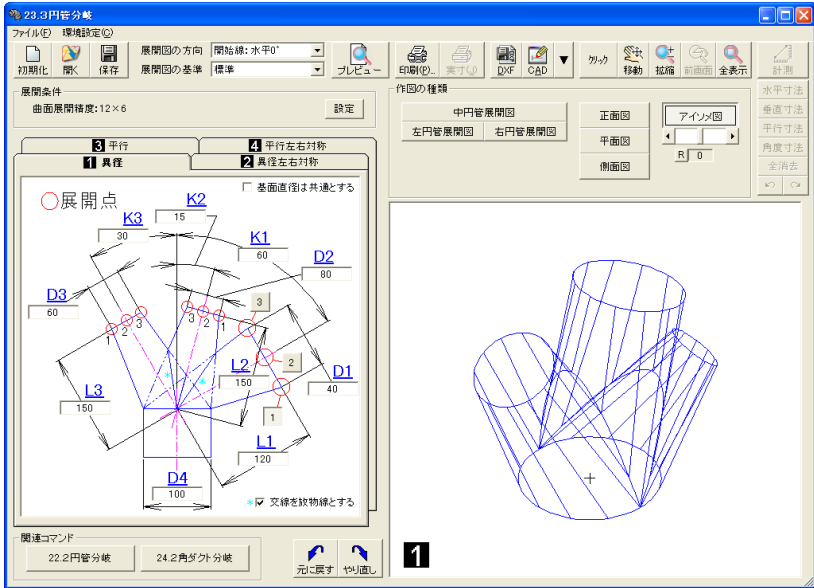 23.3円管分岐
ファイル(F) 環境設定(C)
初期化 開く 保存
展開図の方向 開始線:水平0°
展開図の基準 標準
プレビュー 印刷(P).. 実寸(J) DXF CAD ▼ クリック 移動 拡縮 前画面 全表示 計測
展開条件
曲面展開精度:12×6 設定
作図の種類
中円管展開図
左円管展開図 右円管展開図
正面図
平面図
側面図
アイソメ図
R 0
水平寸法
垂直寸法
平行寸法
角度寸法
全消去
3 平行 4 平行左右対称
1 異径 2 異径左右対称
基面直径は共通とする
○展開点
K2
15
K3
30
K1
60
D2
80
D3
60
3
3 2 1
1 2 3
2
L2
150
D1
40
L3
150
1
L1
120
D4
100
* 交線を放物線とする
関連コマンド
22.2円管分岐 24.2角ダクト分岐
元に戻す やり直し
1